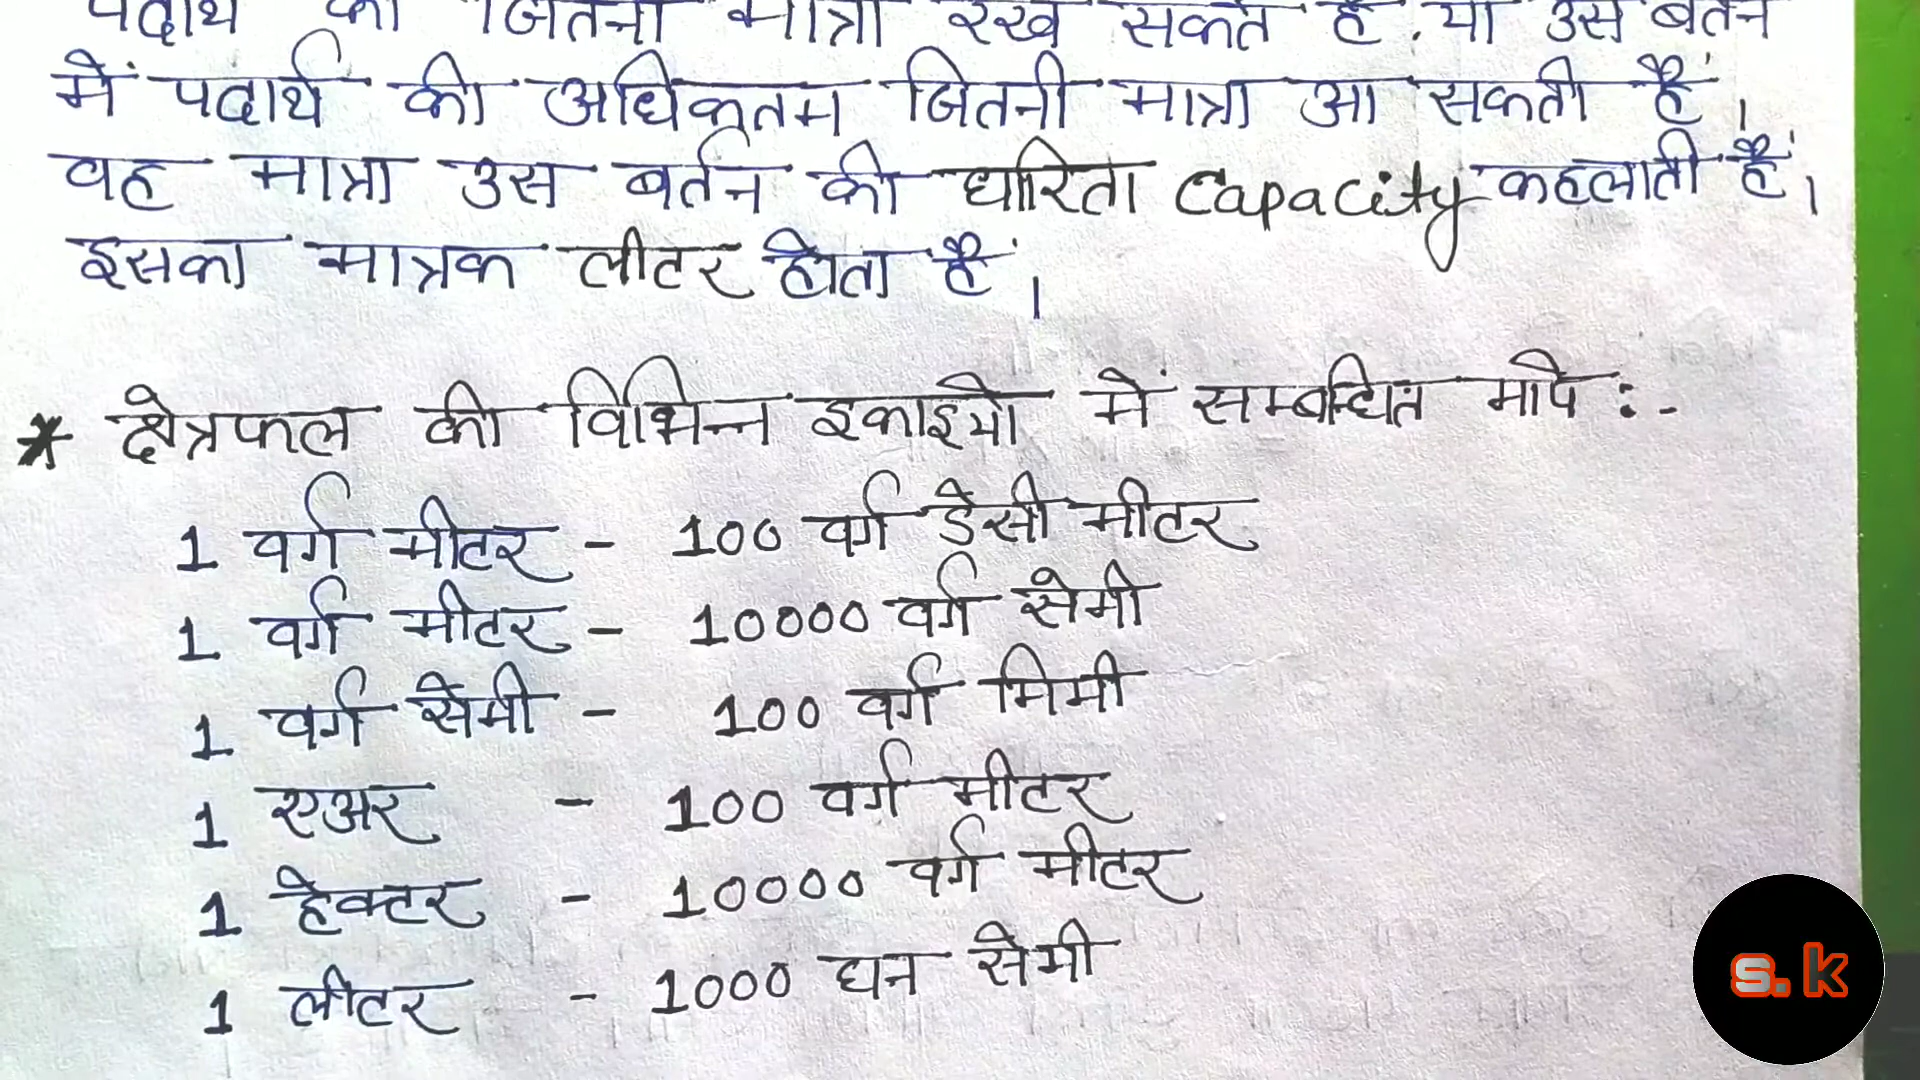 पदार्थ की जितनी मात्रा रख सकते है. या उस बर्तन
में पदार्थ की अधिकतम जितनी मात्रा आ सकती हैं।
वह मात्रा उस बर्तन की धारिता Capacity कहलाती हैं।
इसका मात्रक लीटर होता हैं।
* क्षेत्रफल की विभिन्न इकाइयो में सम्बन्धित मापे :-
1 वर्ग मीटर - 100 वर्ग डेसी मीटर
1 वर्ग मीटर - 10000 वर्ग सेमी
1 वर्ग सेमी - 100 वर्ग मिमी
1 एअर - 100 वर्ग मीटर
1 हेक्टर - 10000 वर्ग मीटर
1 लीटर - 1000 घन सेमी
s.k